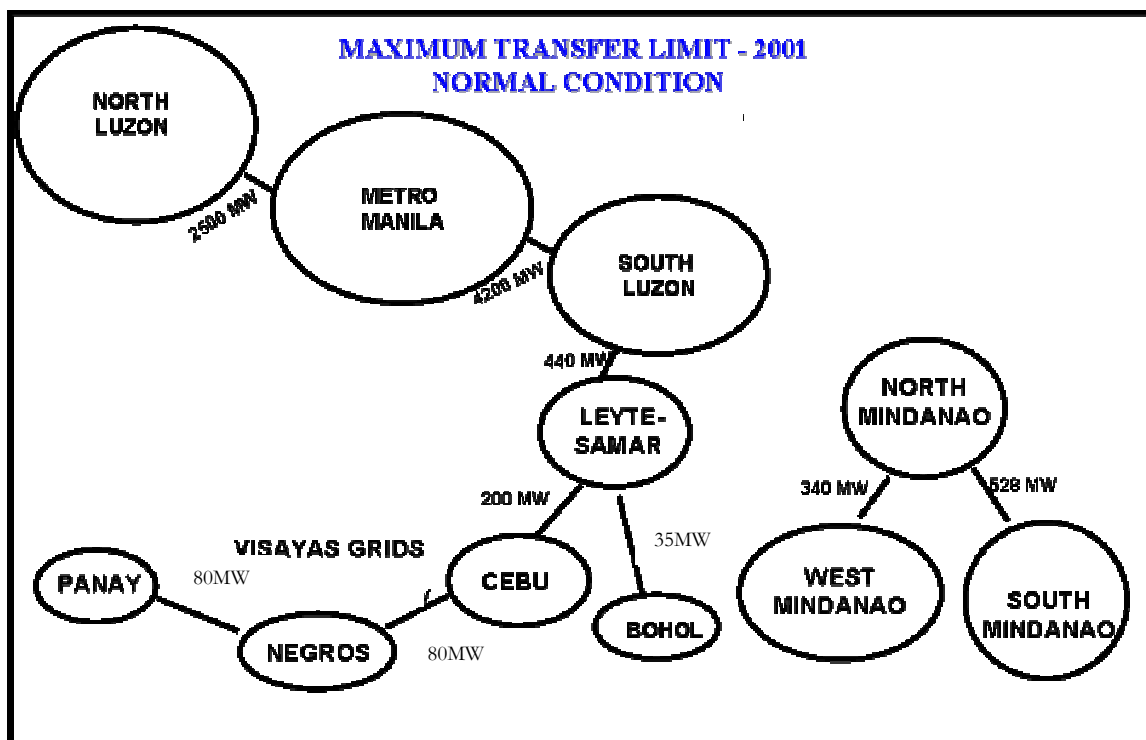 MAXIMUM TRANSFER LIMIT - 2001
NORMAL CONDITION
NORTH
LUZON
2500 MW
METRO
MANILA
4200 MW
SOUTH
LUZON
440 MW
LEYTE-
SAMAR
NORTH
MINDANAO
200 MW
340 MW
528 MW
35MW
VISAYAS GRIDS
PANAY
80MW
CEBU
WEST
MINDANAO
BOHOL
SOUTH
MINDANAO
NEGROS
80MW